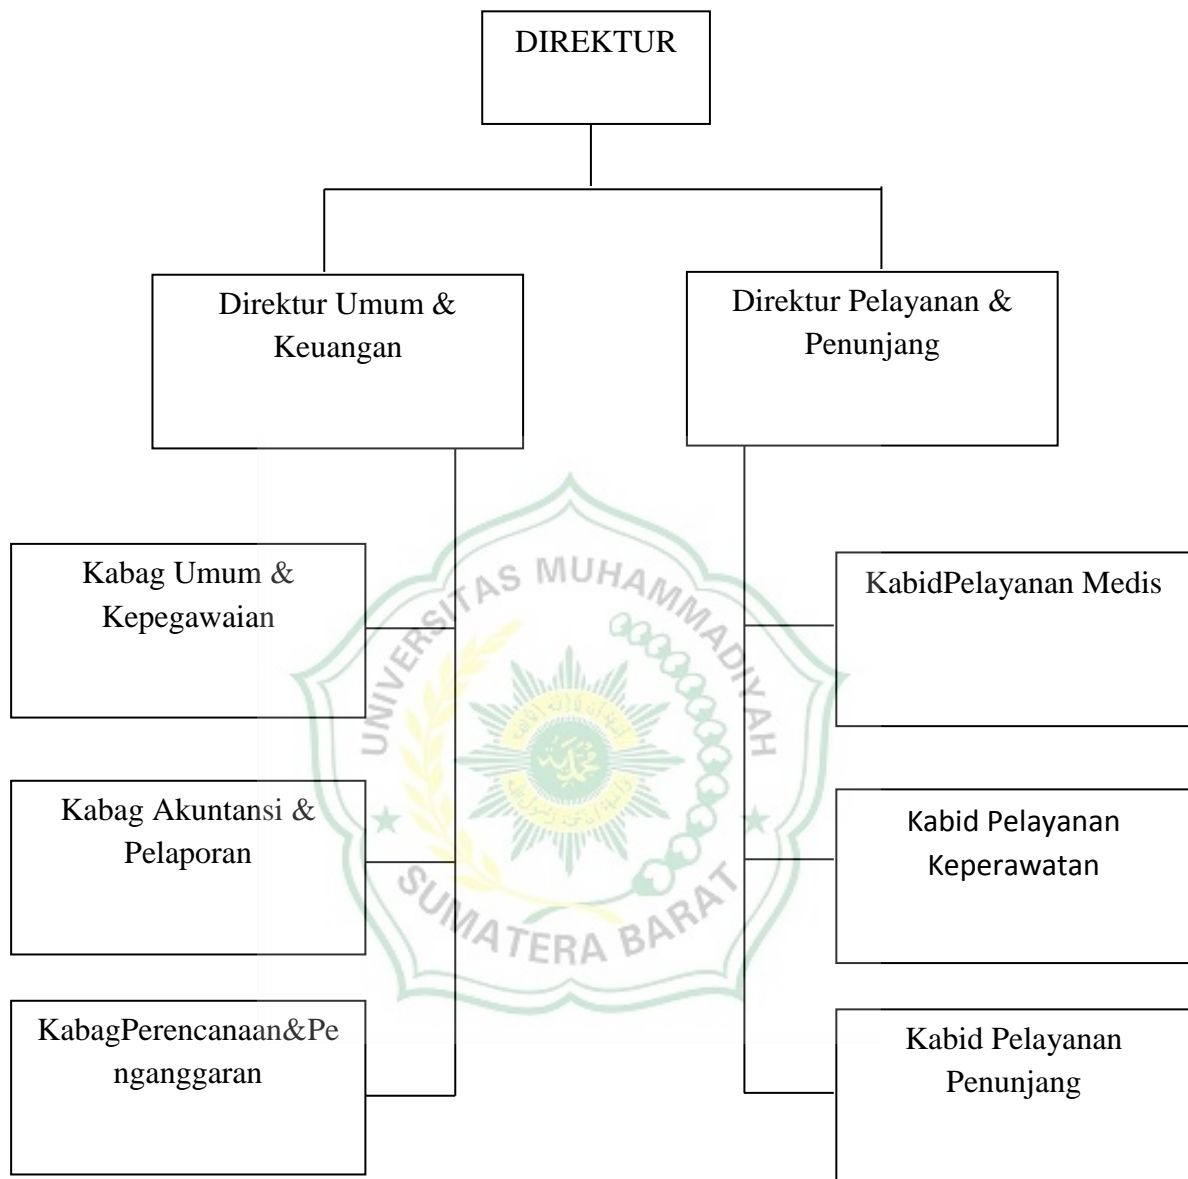 DIREKTUR
Direktur Umum &
Keuangan
Direktur Pelayanan &
Penunjang
Kabag Umum &
Kepegawaian
KabidPelayanan Medis
UNIVERSITAS MUHAMMADIYAH
Kabag Akuntansi &
Pelaporan
Kabid Pelayanan
Keperawatan
SUMATERA BARAT
KabagPerencanaan&Pe
nganggaran
Kabid Pelayanan
Penunjang